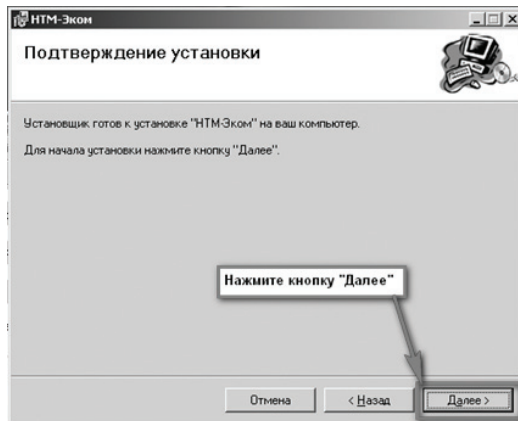 НТМ-Эком
Подтверждение установки
Установщик готов к установке "НТМ-Эком" на ваш компьютер.
Для начала установки нажмите кнопку "Далее".
Нажмите кнопку "Далее"
Отмена
< Назад
Далее >